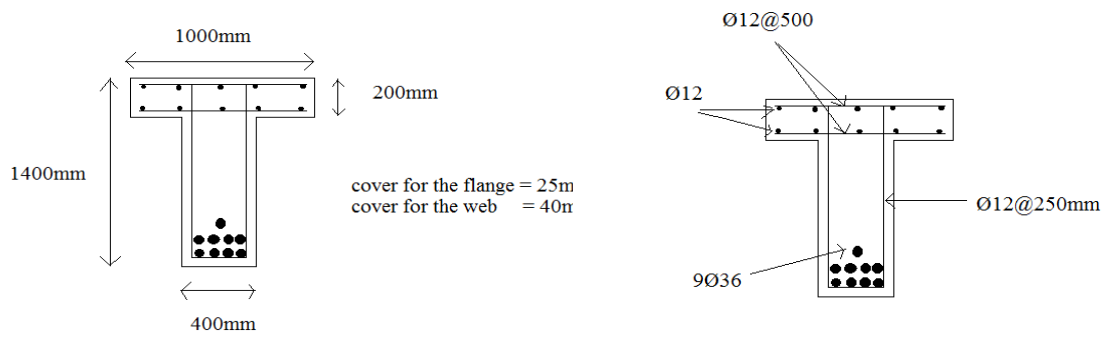 1000mm
200mm
1400mm
cover for the flange = 25m
cover for the web = 40m
400mm
Ø12@500
Ø12
Ø12@250mm
9Ø36